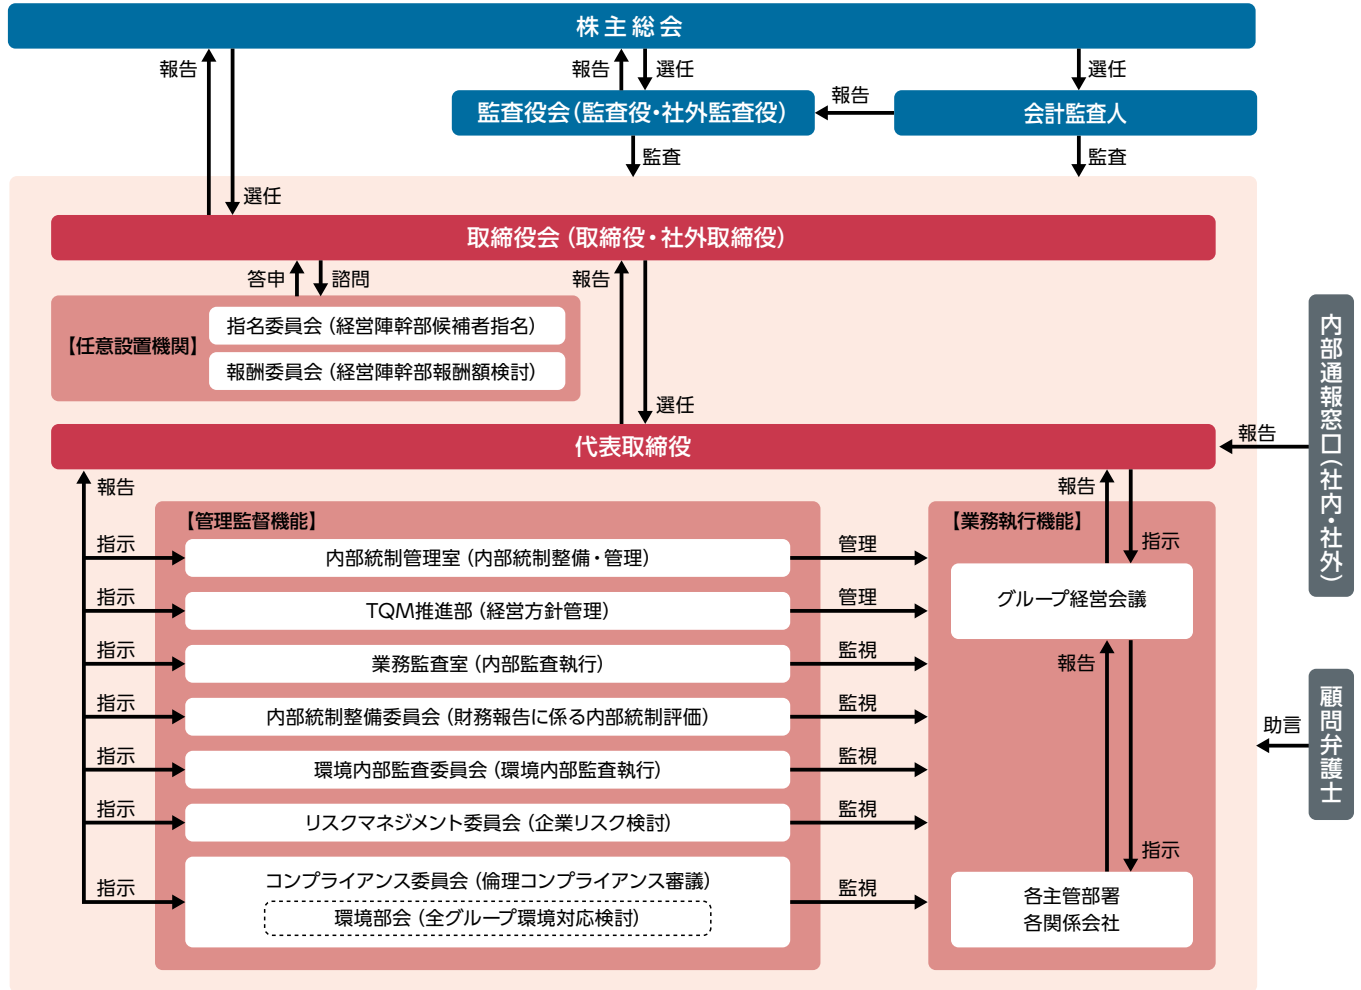 株主総会
報告
選任
報告
選任
選任
監査役会（監査役・社外監査役）
報告
会計監査人
監査
監査
取締役会（取締役・社外取締役）
答申
諮問
報告
選任
【任意設置機関】
指名委員会（経営陣幹部候補者指名）
報酬委員会（経営陣幹部報酬額検討）
代表取締役
報告
内部通報窓口（社内・社外）
報告
【管理監督機能】
指示
内部統制管理室（内部統制整備・管理）
管理
指示
TQM推進部（経営方針管理）
管理
指示
業務監査室（内部監査執行）
監視
指示
内部統制整備委員会（財務報告に係る内部統制評価）
監視
指示
環境内部監査委員会（環境内部監査執行）
監視
指示
リスクマネジメント委員会（企業リスク検討）
監視
指示
コンプライアンス委員会（倫理コンプライアンス審議）
環境部会（全グループ環境対応検討）
監視
報告
【業務執行機能】
指示
グループ経営会議
報告
指示
各主管部署
各関係会社
助言
顧問弁護士